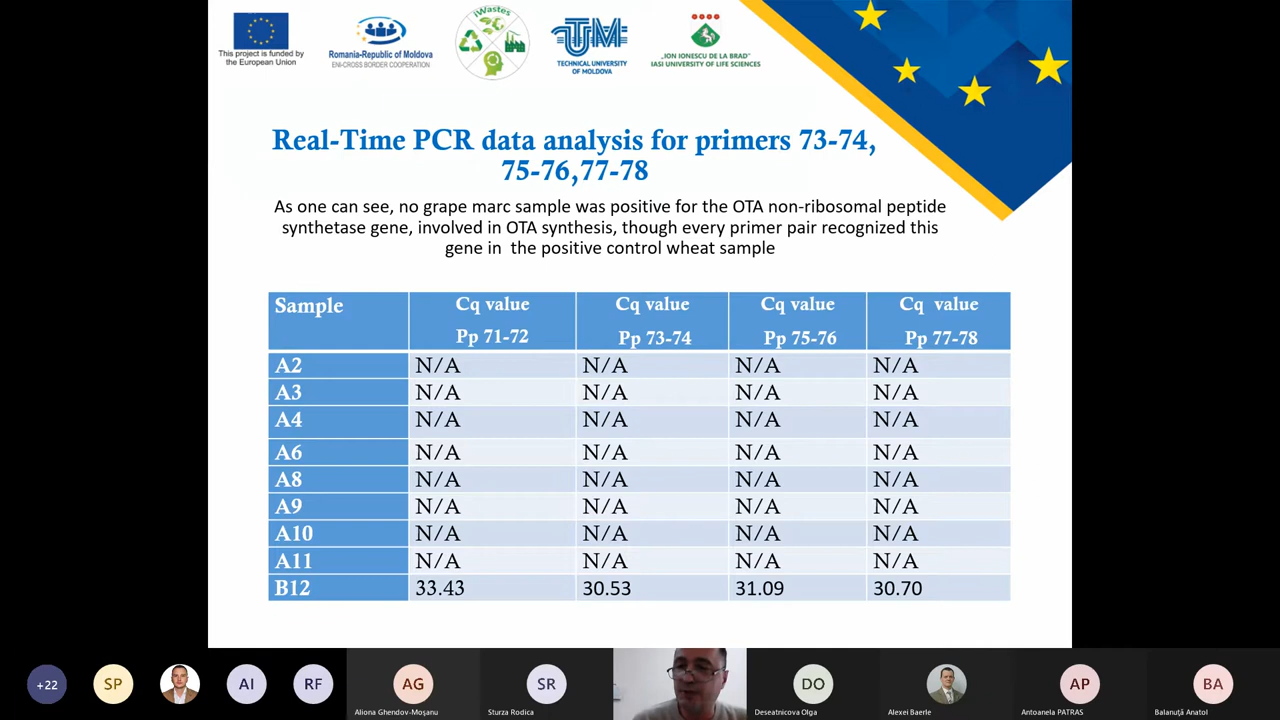 This project is funded by
the European Union
Romania-Republic of Moldova
ENI-CROSS BORDER COOPERATION
iWastes
TUM
TECHNICAL UNIVERSITY
OF MOLDOVA
„ION IONESCU DE LA BRAD"
IASI UNIVERSITY OF LIFE SCIENCES
Real-Time PCR data analysis for primers 73-74,
75-76,77-78
As one can see, no grape marc sample was positive for the OTA non-ribosomal peptide
synthetase gene, involved in OTA synthesis, though every primer pair recognized this
gene in the positive control wheat sample
Sample Cq value Pp 71-72 Cq value Pp 73-74 Cq value Pp 75-76 Cq value Pp 77-78
A2 N/A N/A N/A N/A
A3 N/A N/A N/A N/A
A4 N/A N/A N/A N/A
A6 N/A N/A N/A N/A
A8 N/A N/A N/A N/A
A9 N/A N/A N/A N/A
A10 N/A N/A N/A N/A
A11 N/A N/A N/A N/A
B12 33.43 30.53 31.09 30.70
+22 SP AI RF AG SR DO AP BA
Aliona Ghendov-Moşanu Sturza Rodica Deseatnicova Olga Alexei Baerle Antoanela PATRAS Balanuţă Anatol